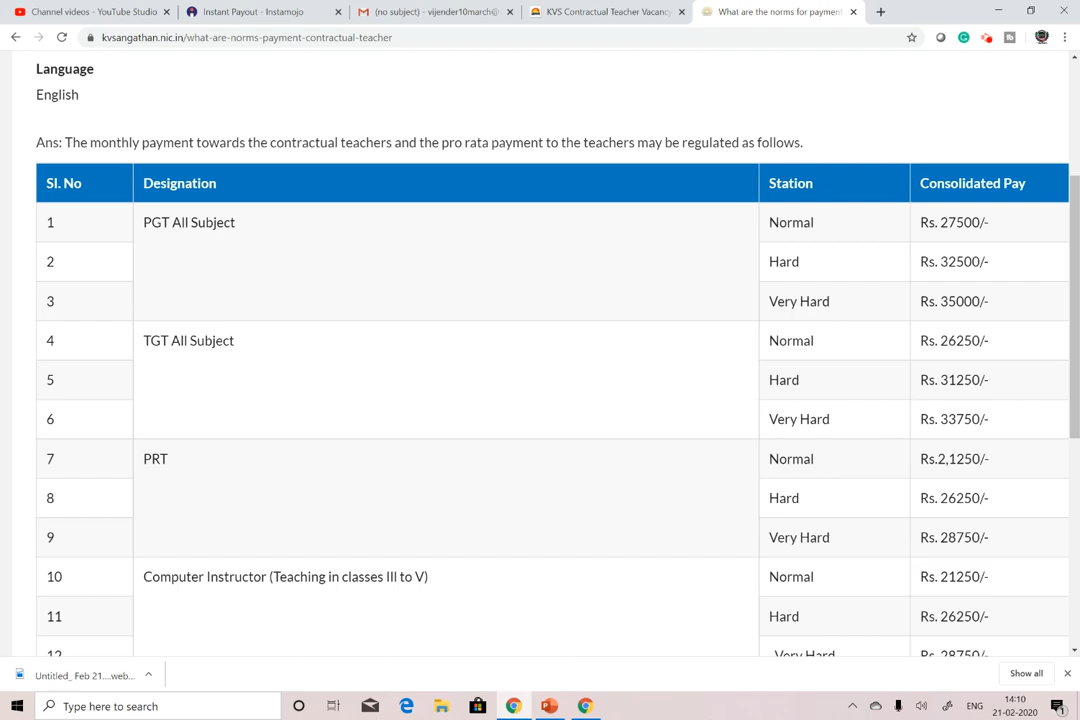 Channel videos - YouTube Studio
Instant Payout - Instamojo
(no subject) - vijender10march@
KVS Contractual Teacher Vacancy
What are the norms for payment
kvsangathan.nic.in/what-are-norms-payment-contractual-teacher
Language
English
Ans: The monthly payment towards the contractual teachers and the pro rata payment to the teachers may be regulated as follows.
Sl. No Designation Station Consolidated Pay
1 PGT All Subject Normal Rs. 27500/-
2 Hard Rs. 32500/-
3 Very Hard Rs. 35000/-
4 TGT All Subject Normal Rs. 26250/-
5 Hard Rs. 31250/-
6 Very Hard Rs. 33750/-
7 PRT Normal Rs.2,1250/-
8 Hard Rs. 26250/-
9 Very Hard Rs. 28750/-
10 Computer Instructor (Teaching in classes III to V) Normal Rs. 21250/-
11 Hard Rs. 26250/-
12 Very Hard Rs. 28750/-
Untitled_ Feb 21....web...
Show all
Type here to search
ENG
14:10
21-02-2020